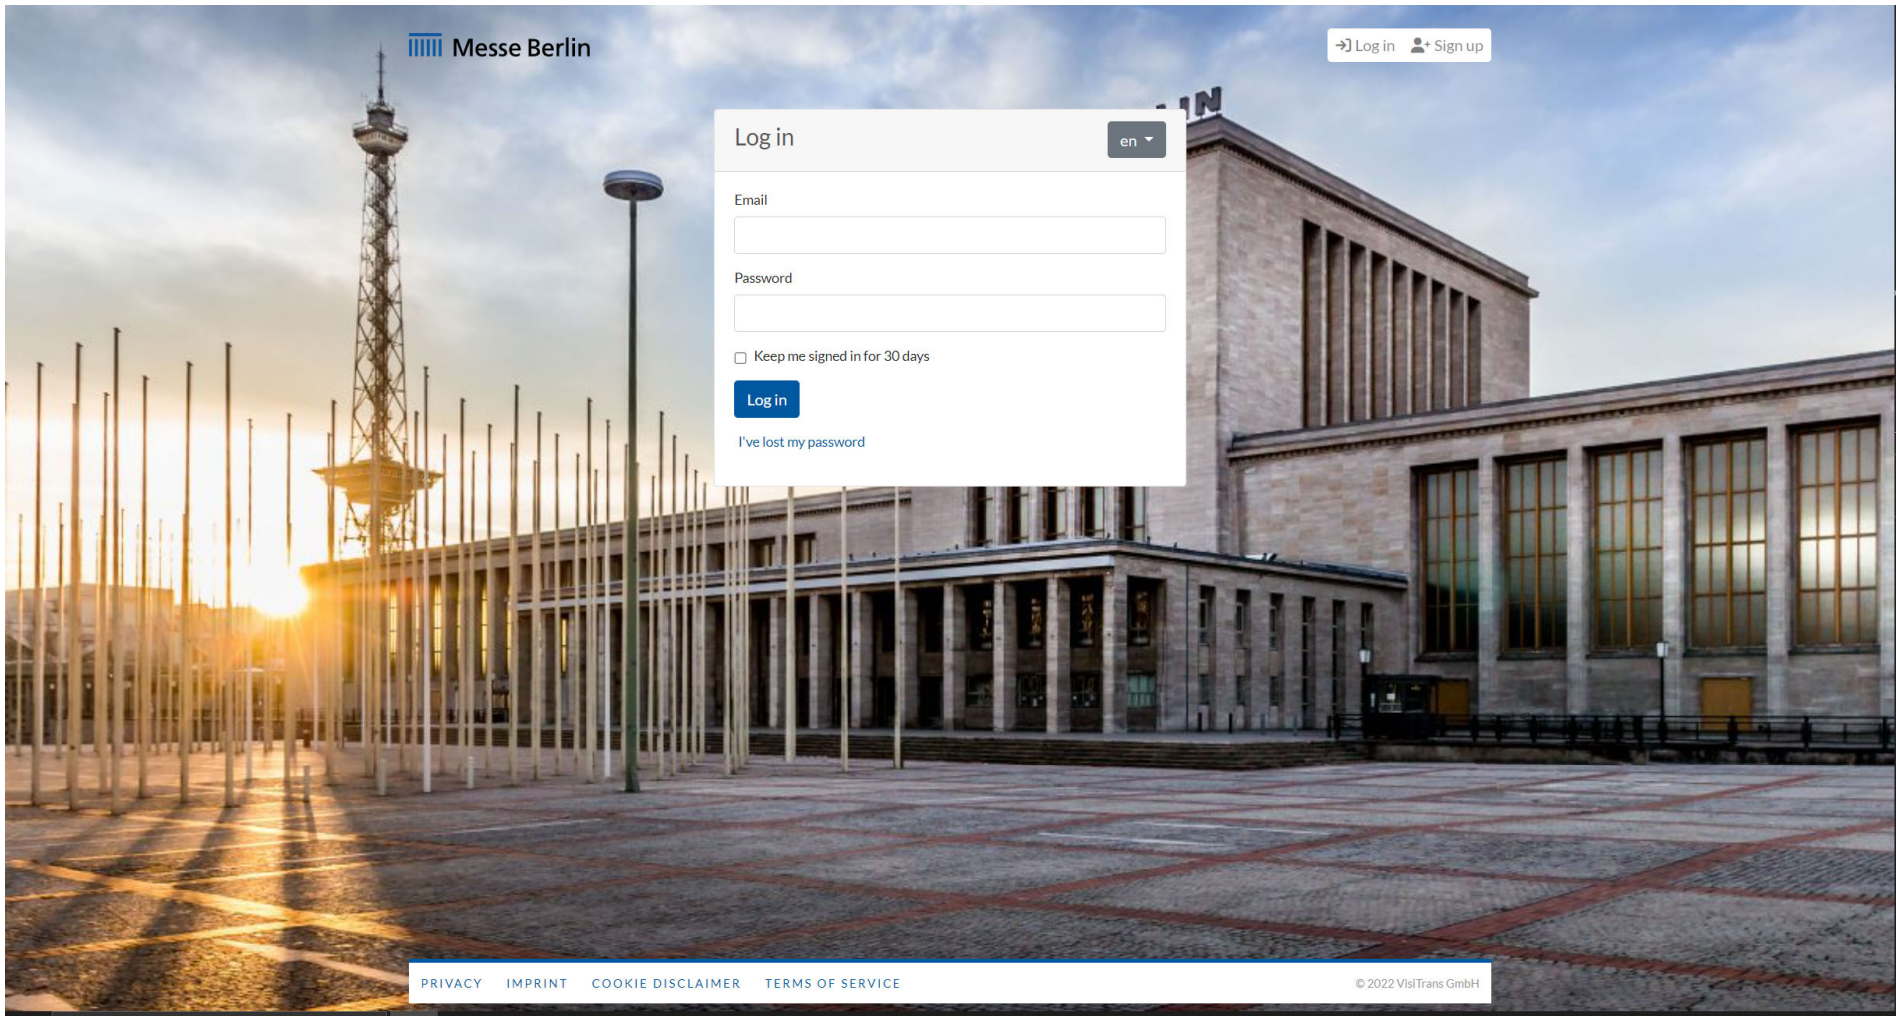 Messe Berlin
Log in Sign up
Log in
en
Email
Password
Keep me signed in for 30 days
Log in
I've lost my password
PRIVACY IMPRINT COOKIE DISCLAIMER TERMS OF SERVICE
© 2022 VisiTrans GmbH